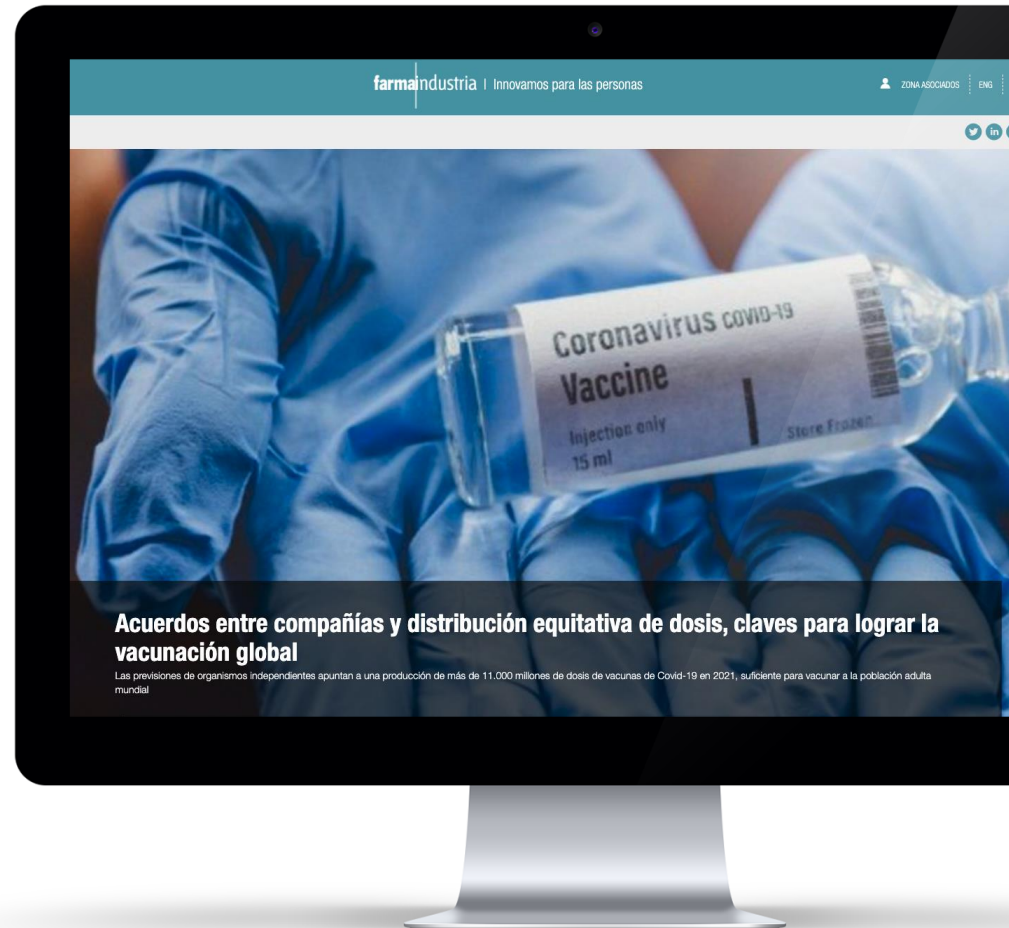 farmaindustria | Innovamos para las personas
ZONA ASOCIADOS
ENG
in
Coronavirus COVID-19
Vaccine
Injection only
15 ml
Store Frozen
Acuerdos entre compañías y distribución equitativa de dosis, claves para lograr la
vacunación global
Las previsiones de organismos independientes apuntan a una producción de más de 11.000 millones de dosis de vacunas de Covid-19 en 2021, suficiente para vacunar a la población adulta
mundial